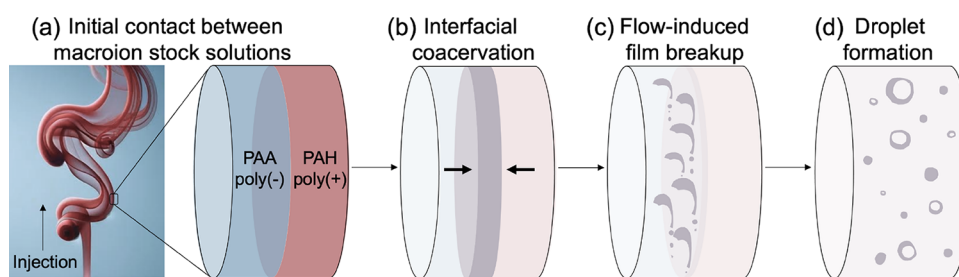 (a) Initial contact between
macroion stock solutions
(b) Interfacial
coacervation
(c) Flow-induced
film breakup
(d) Droplet
formation
PAA
poly(-)
PAH
poly(+)
Injection